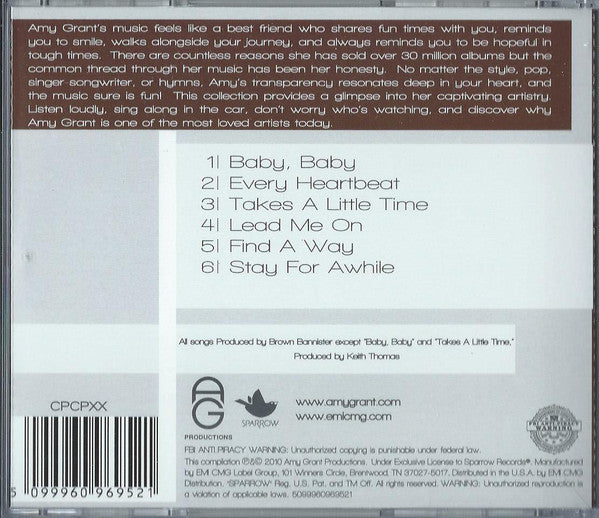 Amy Grant's music feels like a best friend who shares fun times with you, reminds
you to smile, walks alongside your journey, and always reminds you to be hopeful in
tough times. There are countless reasons she has sold over 30 million albums but the
common thread through her music has been her honesty. No matter the style, pop,
singer-songwriter, or hymns, Amy's transparency resonates deep in your heart, and
the music sure is fun! This collection provides a glimpse into her captivating artistry.
Listen loudly, sing along in the car, don't worry who's watching, and discover why
Amy Grant is one of the most loved artists today.
1| Baby, Baby
2| Every Heartbeat
3| Takes A Little Time
4| Lead Me On
5| Find A Way
6| Stay For Awhile
All songs Produced by Brown Bannister except "Baby, Baby" and "Takes A Little Time."
Produced by Keith Thomas
CPCPXX
AG
PRODUCTIONS
SPARROW
www.amygrant.com
www.emicmg.com
FBI ANTI-PIRACY
WARNING
FBI ANTI.PIRACY WARNING: Unauthorized copying is punishable under federal law.
This compilation ℗&© 2010 Amy Grant Productions. Under Exclusive License to Sparrow Records®. Manufactured
by EMI CMG Label Group, 101 Winners Circle, Brentwood, TN 37027-5017. Distributed in the U.S.A. by EMI CMG
Distribution. "SPARROW" Reg. U.S. Pat. and TM Off. All rights reserved. WARNING: Unauthorized reproduction is
a violation of applicable laws. 5099960969521
5 099960 969521